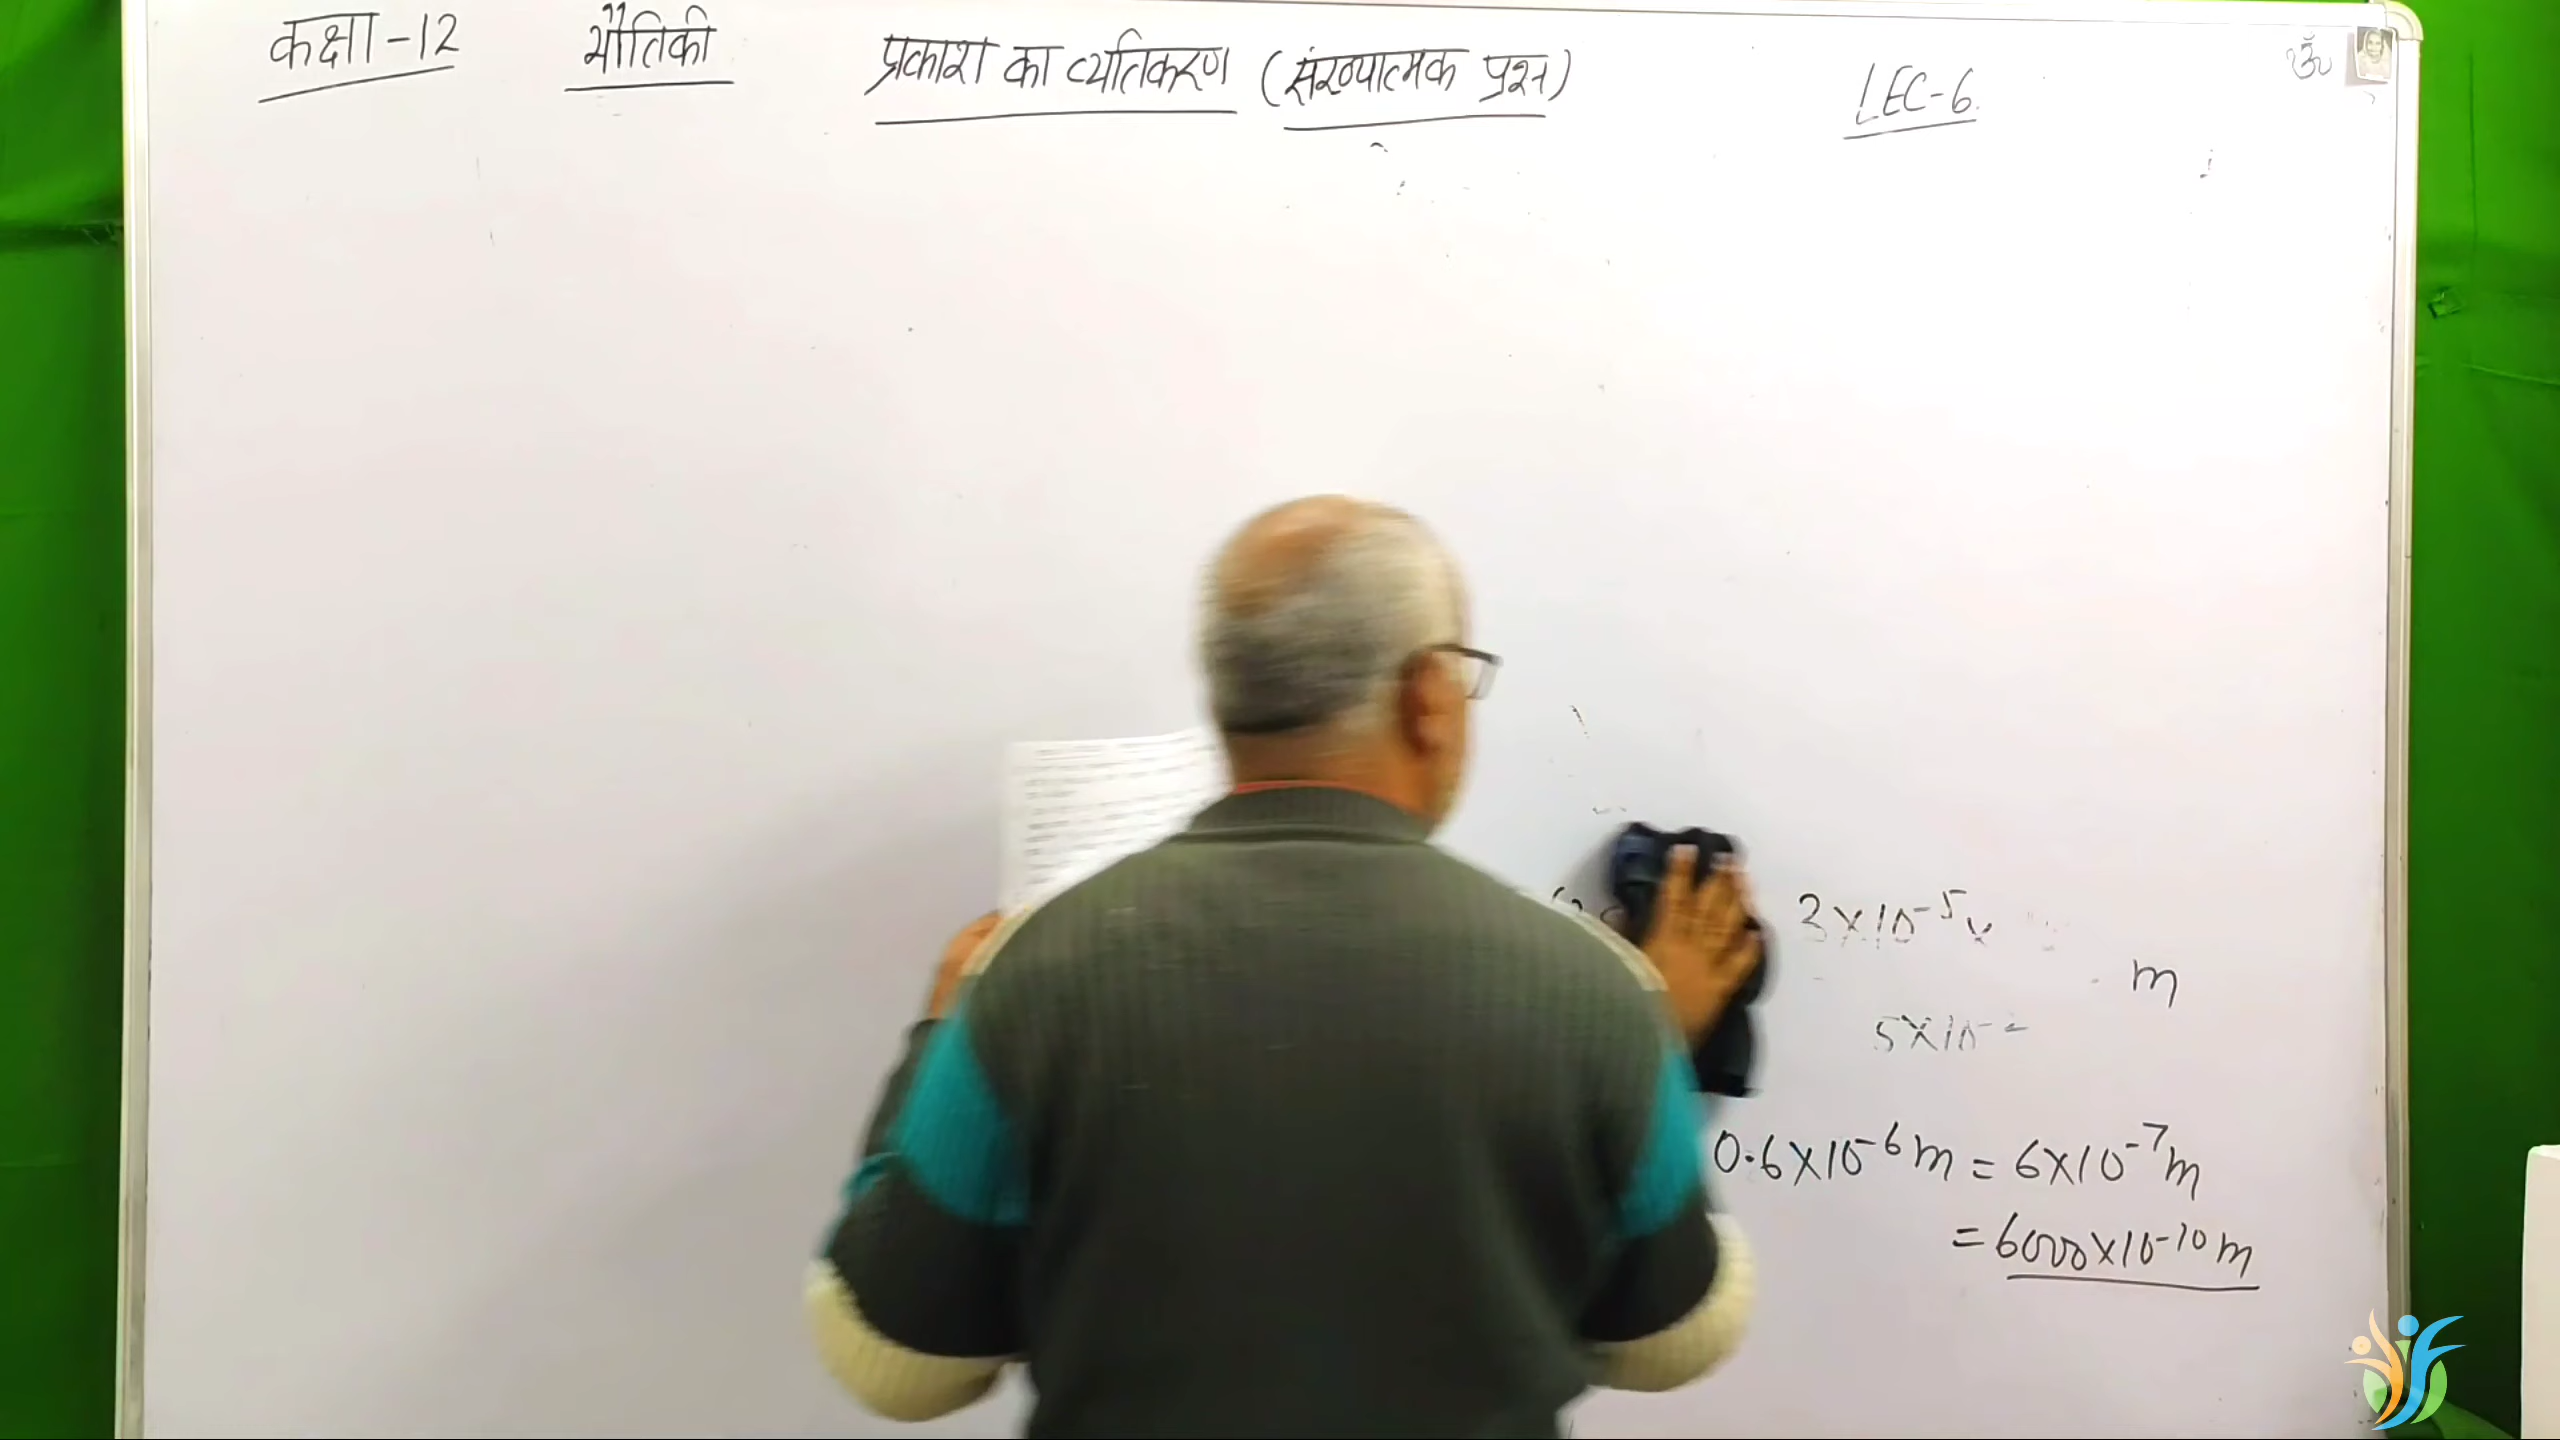 कक्षा-12 भौतिकी प्रकाश का व्यतिकरण (संख्यात्मक प्रश्न) LEC-6. ॐ
3×10⁻⁵×
m
5×10⁻²
0.6×10⁻⁶m = 6×10⁻⁷m
= 6000×10⁻¹⁰m